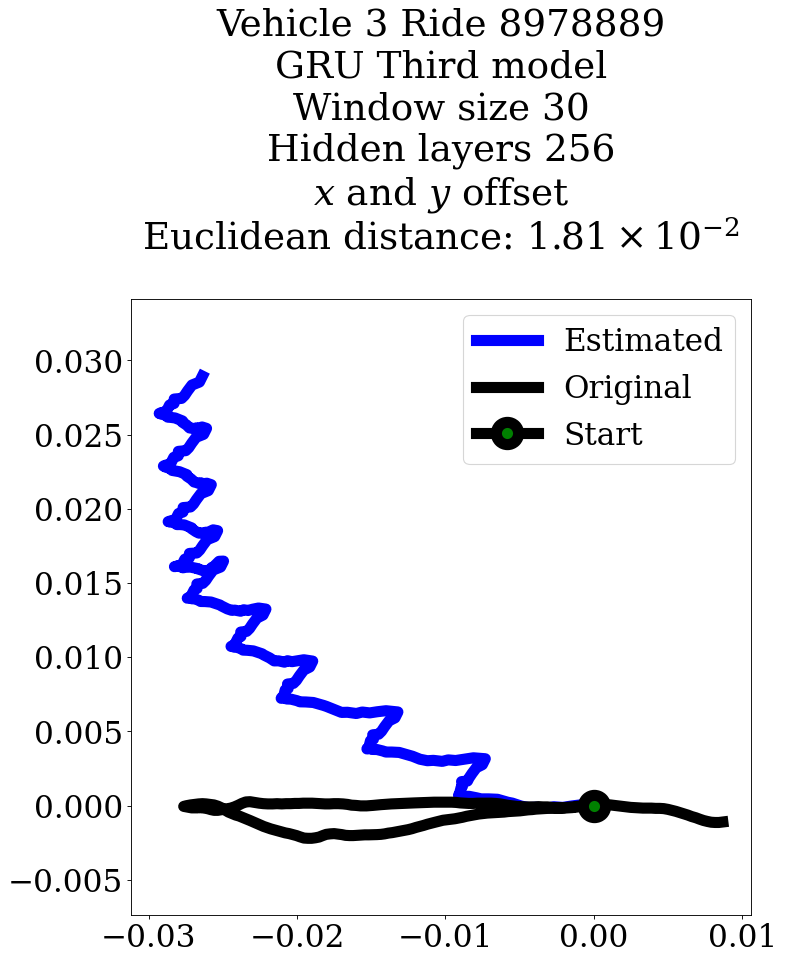 Vehicle 3 Ride 8978889
GRU Third model
Window size 30
Hidden layers 256
x and y offset
Euclidean distance: 1.81 × 10⁻²
Estimated
Original
Start
0.030
0.025
0.020
0.015
0.010
0.005
0.000
−0.005
−0.03 −0.02 −0.01 0.00 0.01